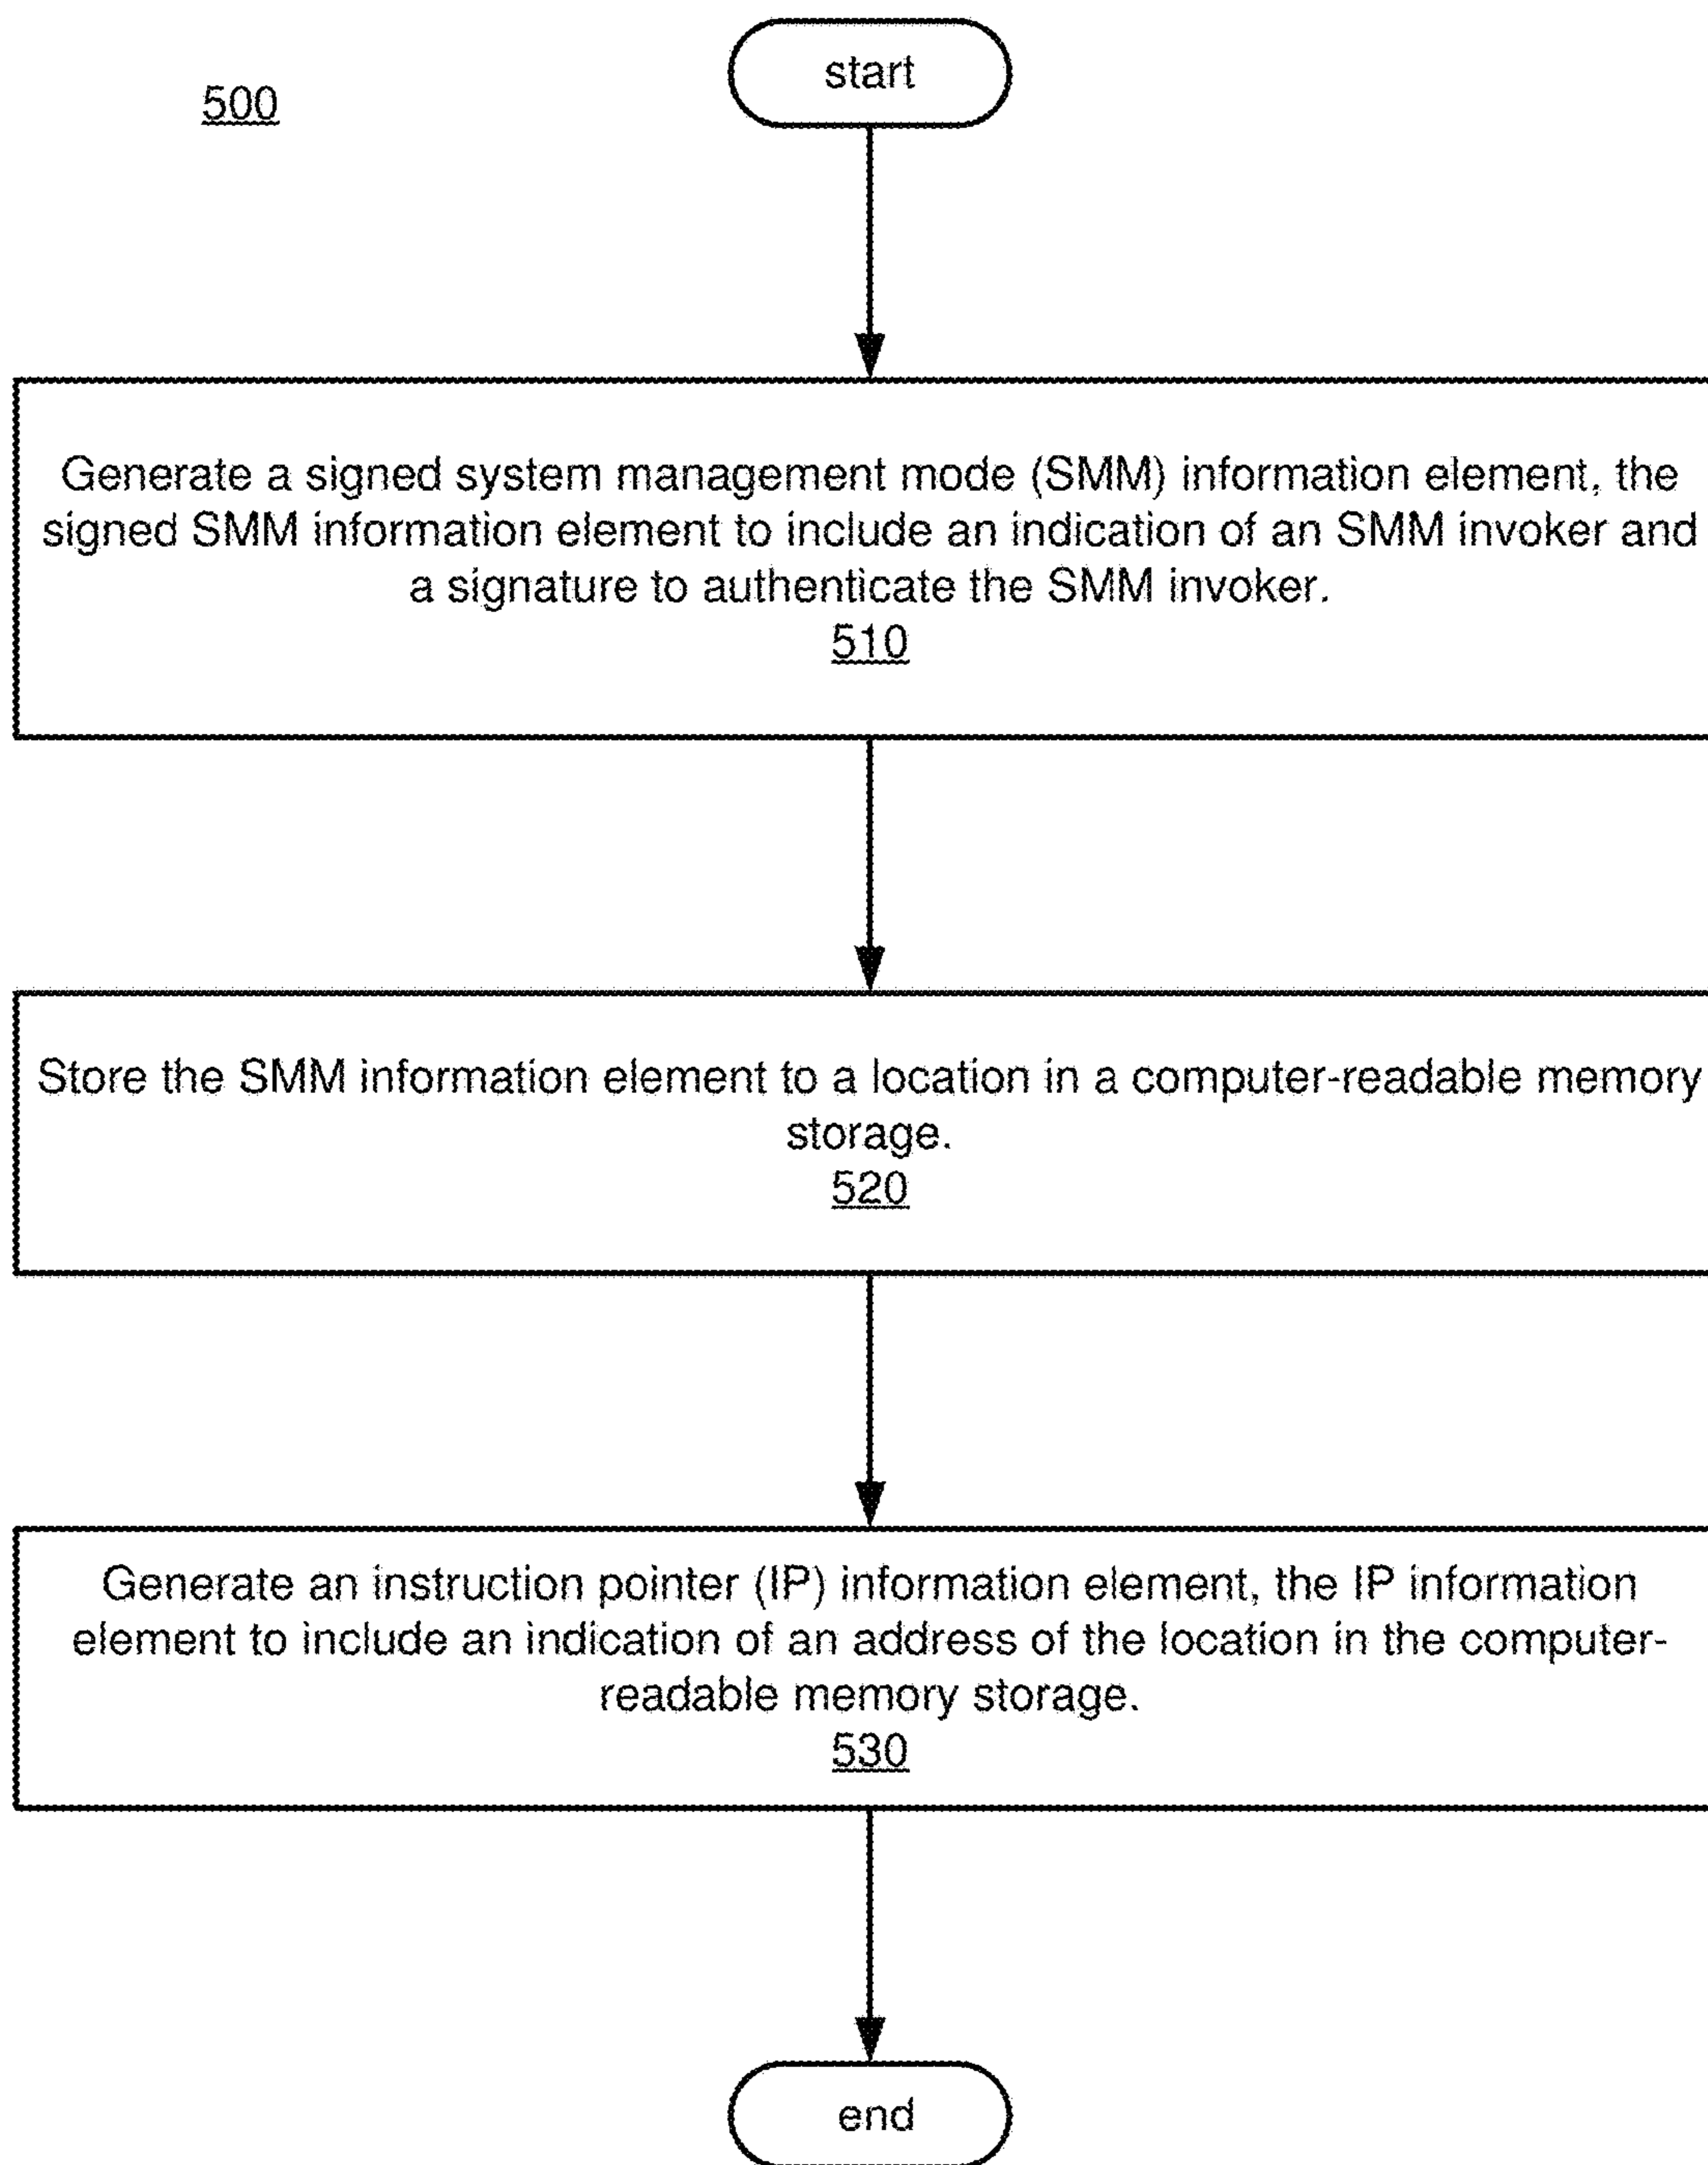 start
500
Generate a signed system management mode (SMM) information element, the
signed SMM information element to include an indication of an SMM invoker and
a signature to authenticate the SMM invoker.
510
Store the SMM information element to a location in a computer-readable memory
storage.
520
Generate an instruction pointer (IP) information element, the IP information
element to include an indication of an address of the location in the computer-
readable memory storage.
530
end